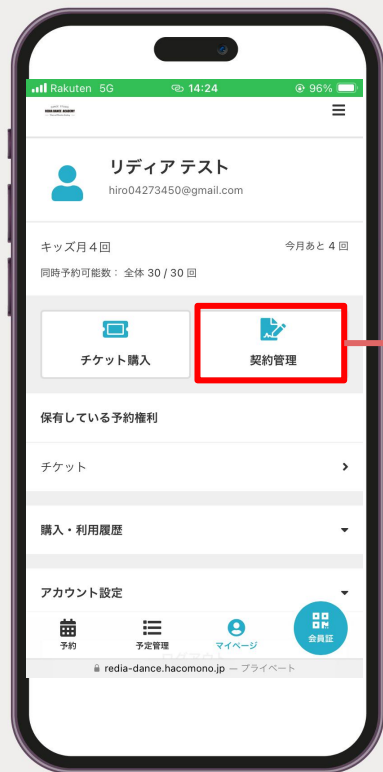 Rakuten 5G 14:24 96%
REDIA DANCE ACADEMY
リディア テスト
hiro04273450@gmail.com
キッズ月4回 今月あと 4 回
同時予約可能数： 全体 30 / 30 回
チケット購入 契約管理
保有している予約権利
チケット
購入・利用履歴
アカウント設定
予約 予定管理 マイページ 会員証
redia-dance.hacomono.jp — プライベート